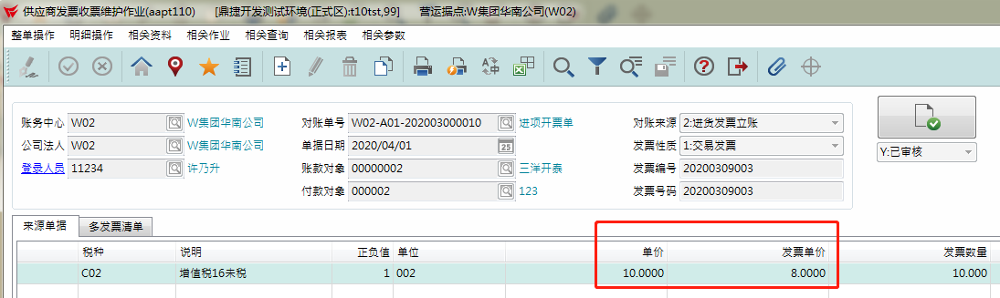 供应商发票收票维护作业(aapt110) [鼎捷开发测试环境(正式区):t10tst,99] 营运据点:W集团华南公司(W02)
整单操作 明细操作 相关资料 相关作业 相关查询 相关报表 相关参数
账务中心 W02 W集团华南公司 对账单号 W02-A01-202003000010 进项开票单 对账来源 2:进货发票立账
公司法人 W02 W集团华南公司 单据日期 2020/04/01 25 发票性质 1:交易发票 Y:已审核
登录人员 11234 许乃升 账款对象 00000002 三洋开泰 发票编号 20200309003
付款对象 000002 123 发票号码 20200309003
来源单据 多发票清单
税种 说明 正负值 单位 单价 发票单价 发票数量
C02 增值税16未税 1 002 10.0000 8.0000 10.000